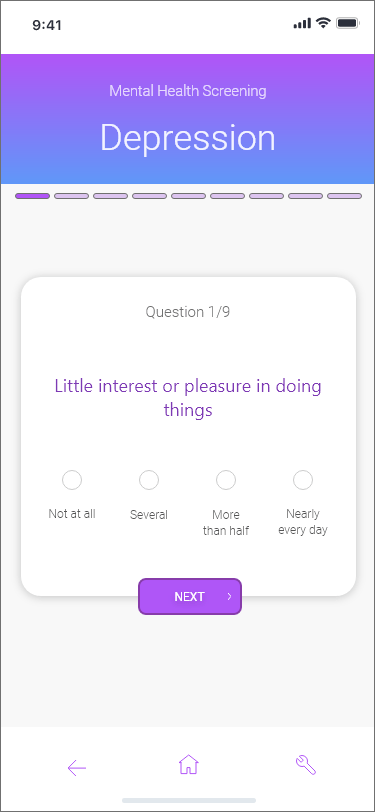 9:41
Mental Health Screening
Depression
Question 1/9
Little interest or pleasure in doing
things
Not at all
Several
More
than half
Nearly
every day
NEXT